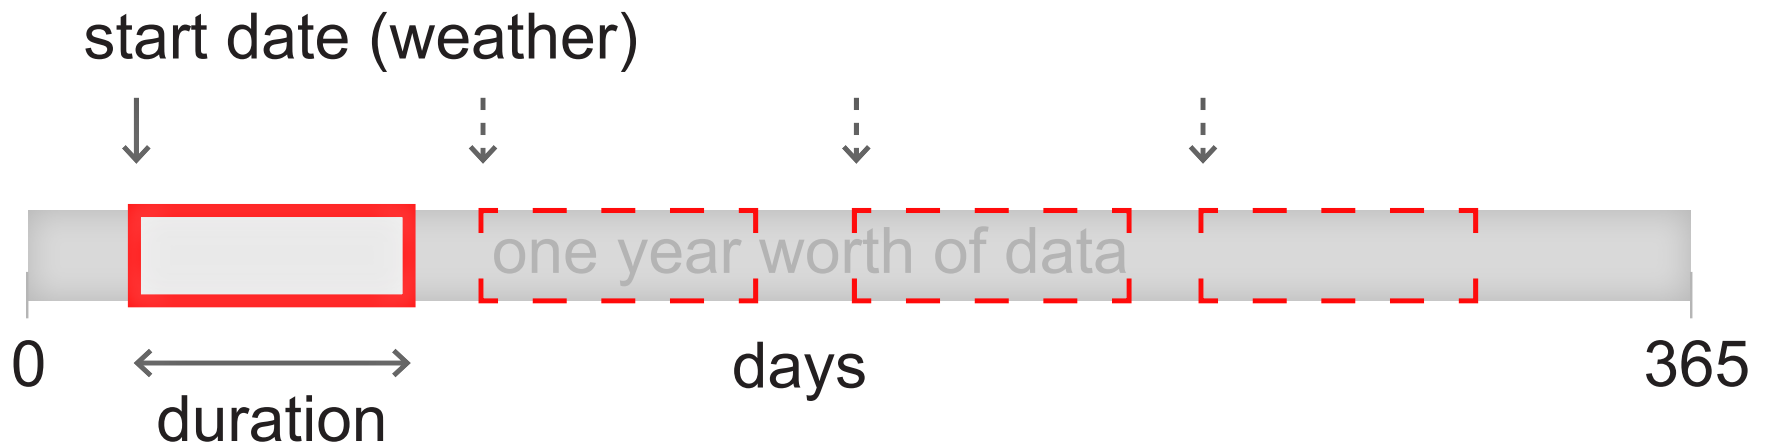 start date (weather)
one year worth of data
0
days
365
duration